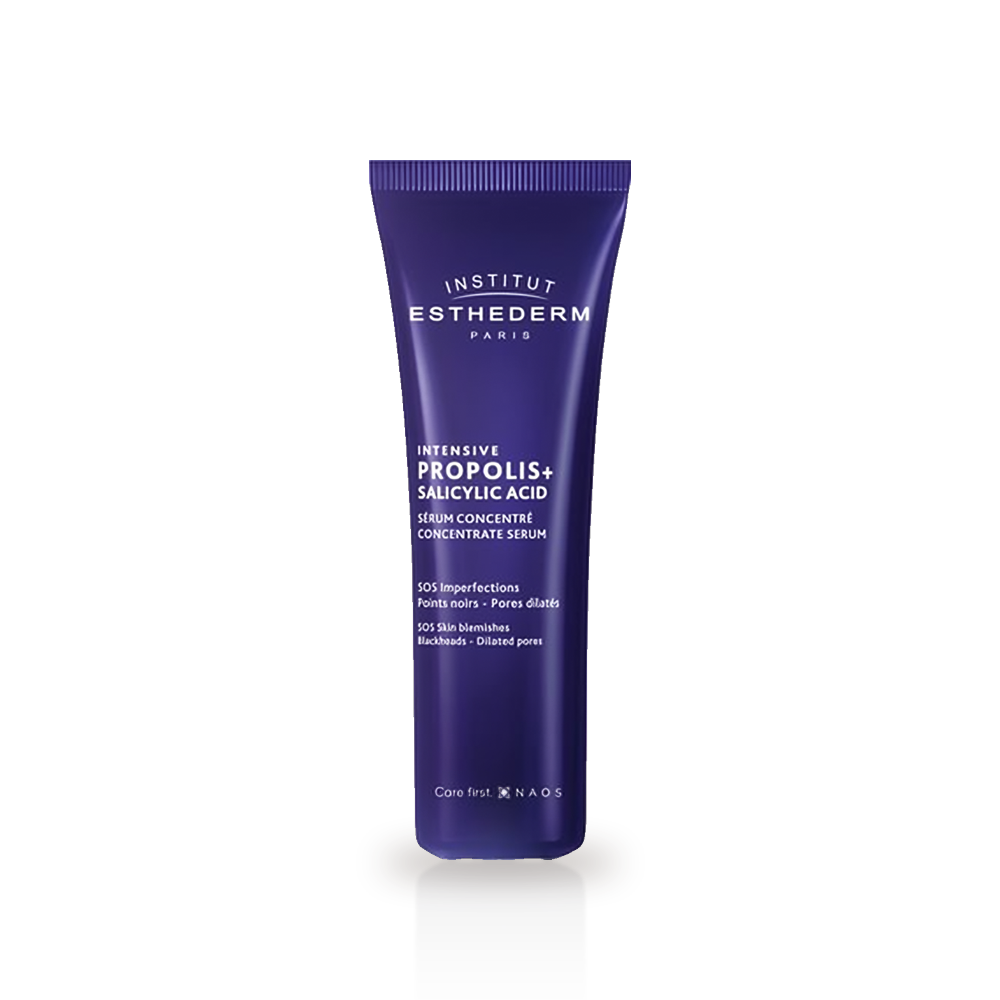 INSTITUT
ESTHEDERM
PARIS
INTENSIVE
PROPOLIS+
SALICYLIC ACID
SÉRUM CONCENTRÉ
CONCENTRATE SERUM
SOS Imperfections
Points noirs - Pores dilatés
SOS Skin blemishes
Blackheads - Dilated pores
Care first. NAOS